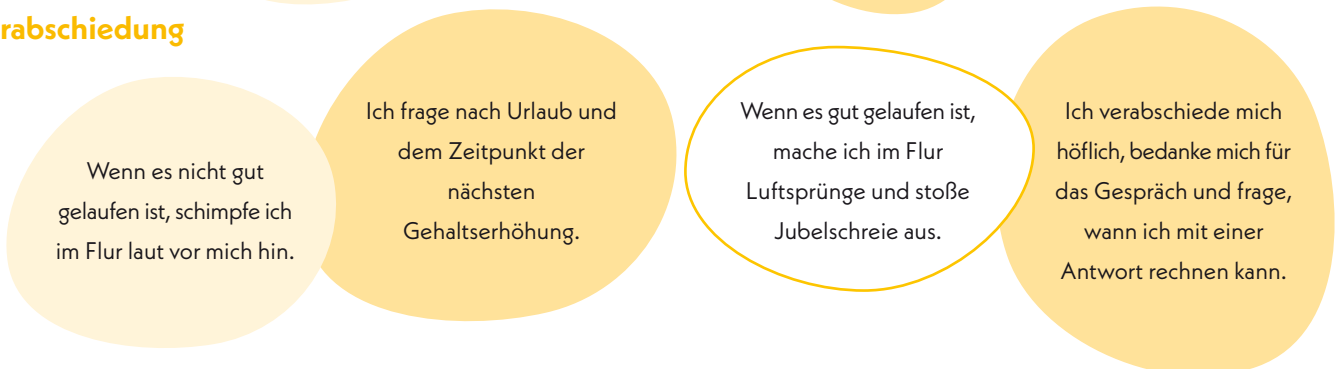 rabschiedung
Wenn es nicht gut
gelaufen ist, schimpfe ich
im Flur laut vor mich hin.
Ich frage nach Urlaub und
dem Zeitpunkt der
nächsten
Gehaltserhöhung.
Wenn es gut gelaufen ist,
mache ich im Flur
Luftsprünge und stoße
Jubelschreie aus.
Ich verabschiede mich
höflich, bedanke mich für
das Gespräch und frage,
wann ich mit einer
Antwort rechnen kann.